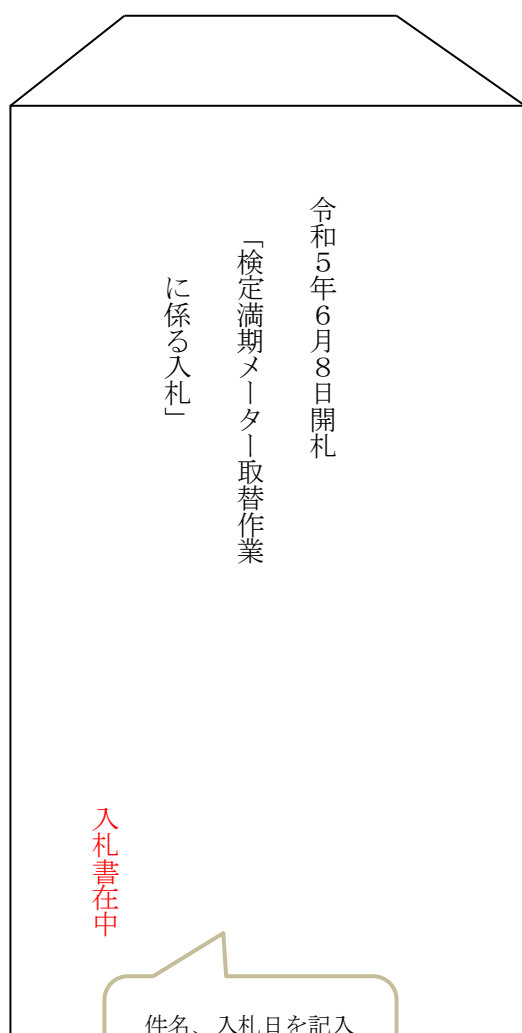 令和５年６月８日開札
「検定満期メーター取替作業
に係る入札」
入札書在中
件名、入札日を記入